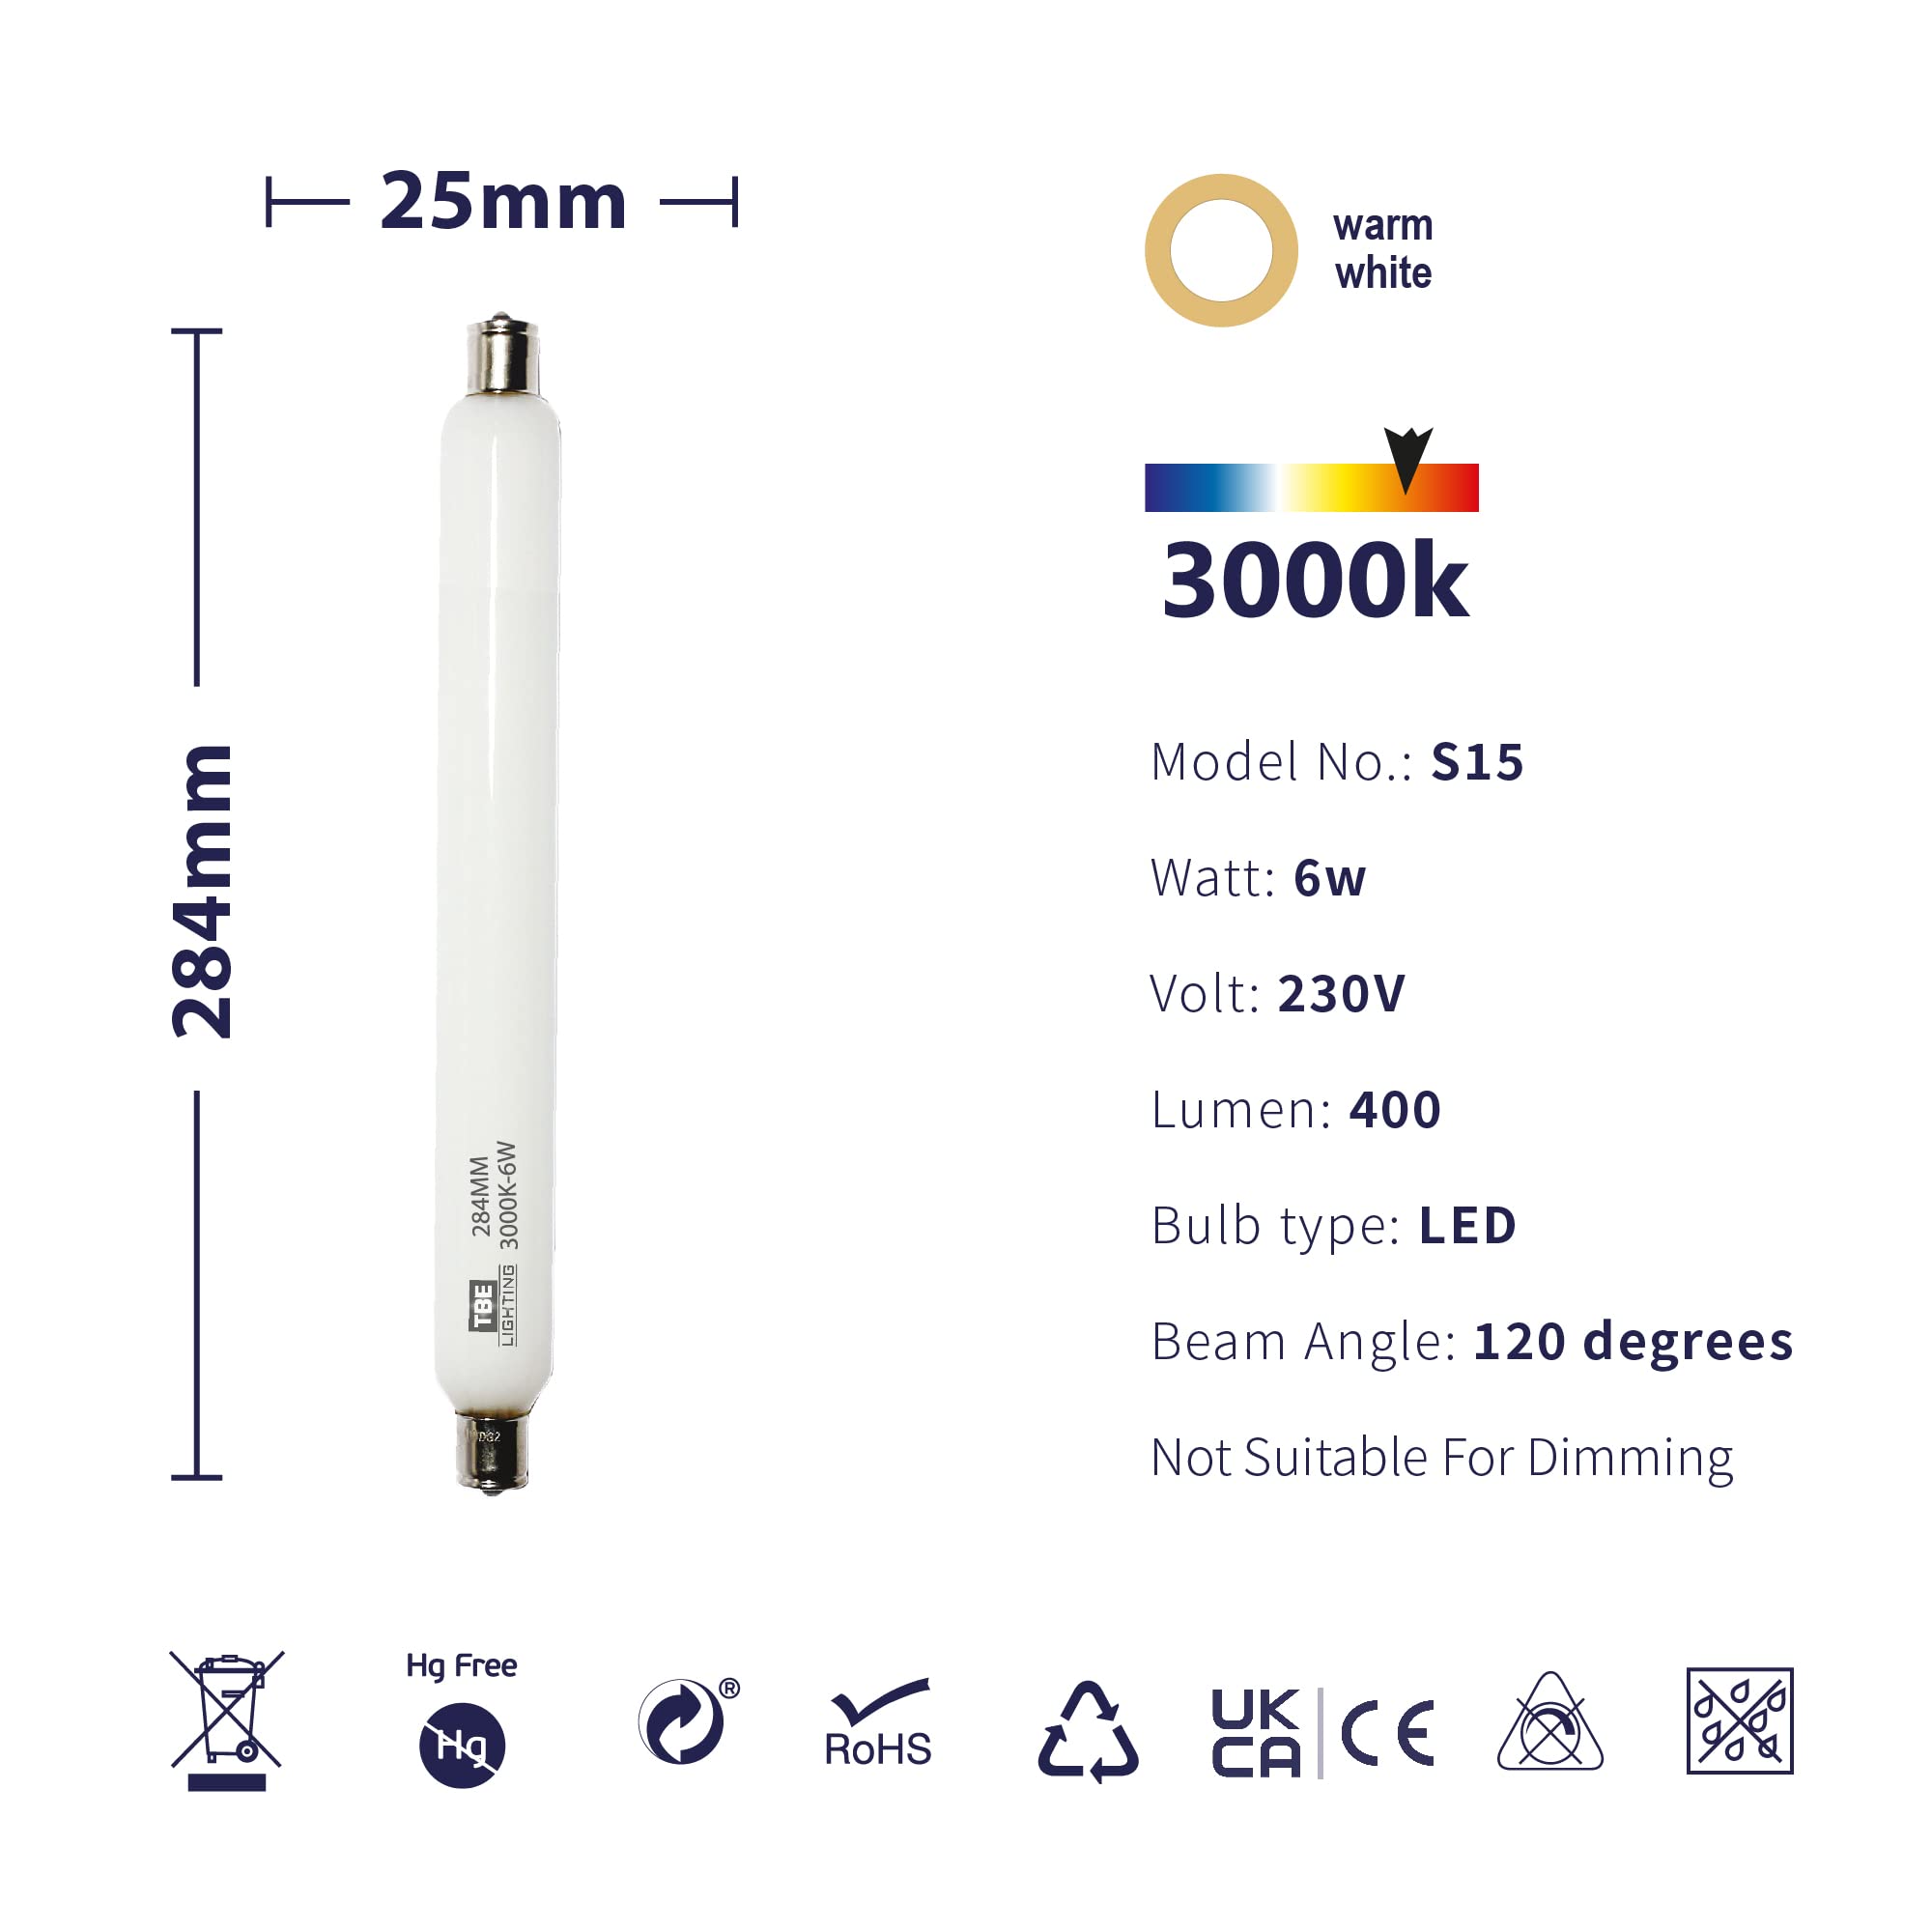 25mm
284mm
284MM
3000K-6W
TBE
LIGHTING
D32
warm
white
3000k
Model No.: S15
Watt: 6w
Volt: 230V
Lumen: 400
Bulb type: LED
Beam Angle: 120 degrees
Not Suitable For Dimming
Hg Free
Hg
®
RoHS
UK
CA
CE